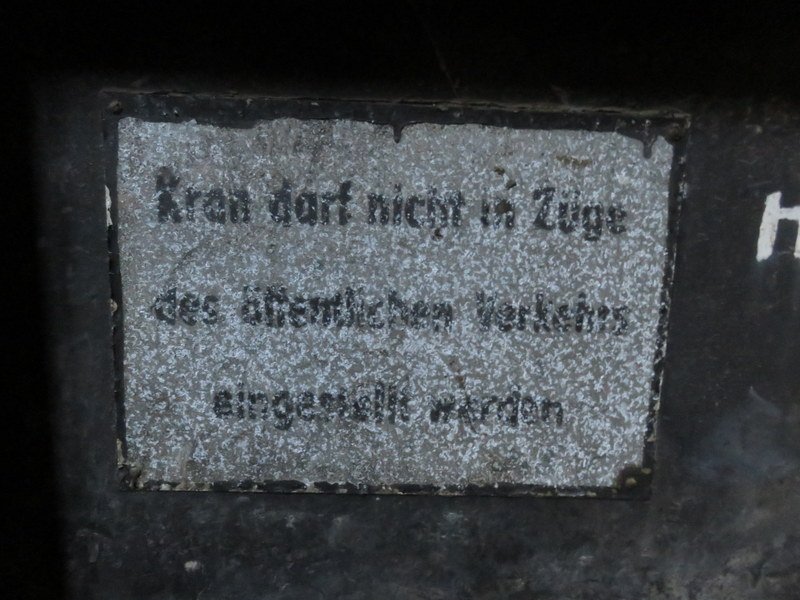 Kran darf nicht in Züge
des öffentlichen Verkehrs
eingestellt werden
H